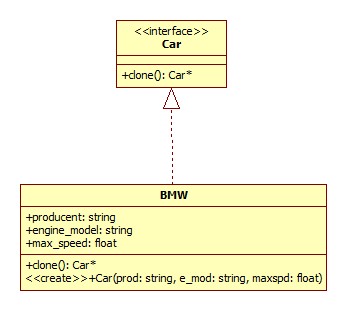 <<interface>>
Car
+clone(): Car*
BMW
+producent: string
+engine_model: string
+max_speed: float
+clone(): Car*
<<create>>+Car(prod: string, e_mod: string, maxspd: float)